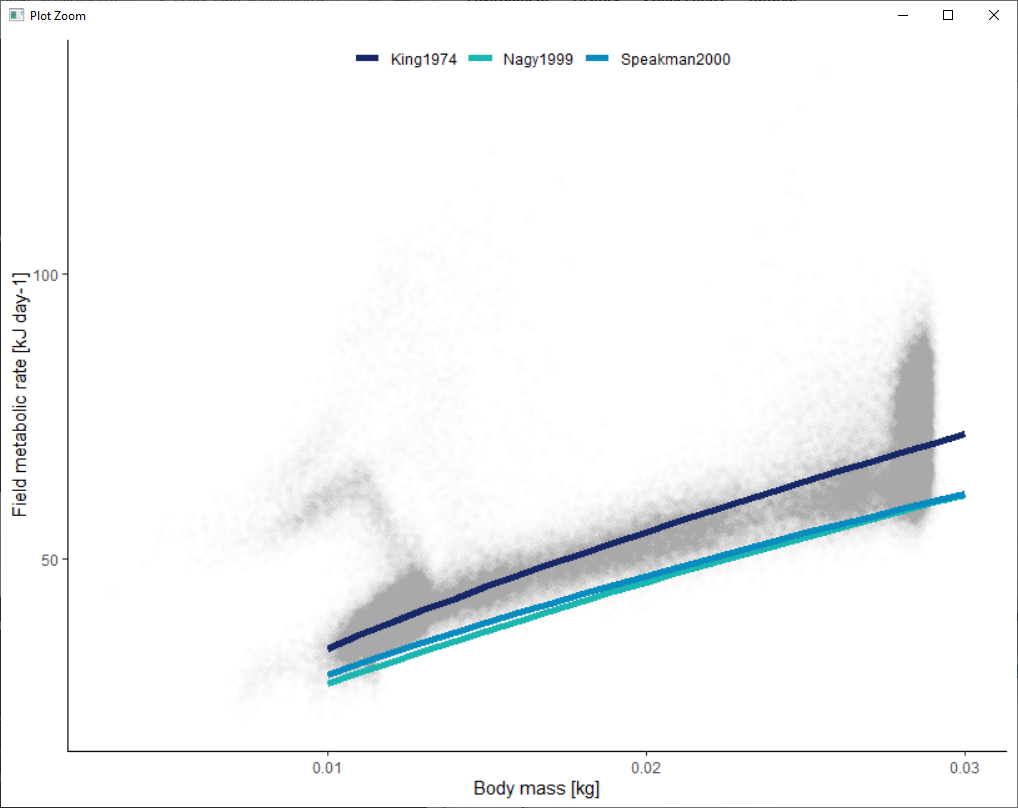 Plot Zoom
King1974 Nagy1999 Speakman2000
Field metabolic rate [kJ day-1]
100
50
0.01 0.02 0.03
Body mass [kg]